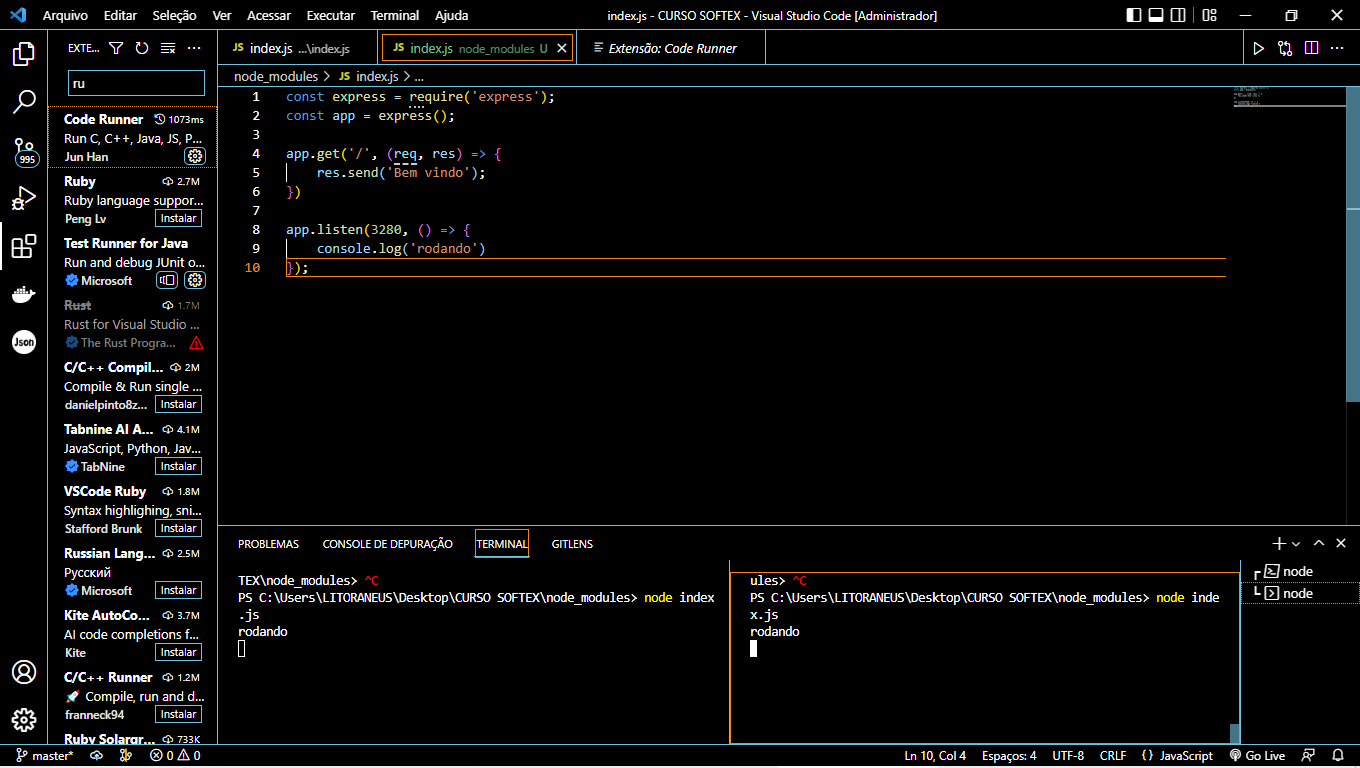 Arquivo Editar Seleção Ver Acessar Executar Terminal Ajuda index.js - CURSO SOFTEX - Visual Studio Code [Administrador]
EXTE... ...
JS index.js ...\index.js JS index.js node_modules U Extensão: Code Runner
ru
node_modules > JS index.js > ...
Code Runner 1073ms
Run C, C++, Java, JS, P...
Jun Han
Ruby 2.7M
Ruby language suppor...
Peng Lv Instalar
Test Runner for Java
Run and debug JUnit o...
Microsoft
Rust 1.7M
Rust for Visual Studio ...
The Rust Progra...
C/C++ Compil... 2M
Compile & Run single ...
danielpinto8z... Instalar
Tabnine AI A... 4.1M
JavaScript, Python, Jav...
TabNine Instalar
VSCode Ruby 1.8M
Syntax highlighing, sni...
Stafford Brunk Instalar
Russian Lang... 2.5M
Русский
Microsoft Instalar
Kite AutoCo... 3.7M
AI code completions f...
Kite Instalar
C/C++ Runner 1.2M
🚀 Compile, run and d...
franneck94 Instalar
Ruby Solargr... 733K
995
Json
1 const express = require('express');
2 const app = express();
3
4 app.get('/', (req, res) => {
5 res.send('Bem vindo');
6 })
7
8 app.listen(3280, () => {
9 console.log('rodando')
10 });
PROBLEMAS CONSOLE DE DEPURAÇÃO TERMINAL GITLENS
TEX\node_modules> ^C
PS C:\Users\LITORANEUS\Desktop\CURSO SOFTEX\node_modules> node index
.js
rodando
ules> ^C
PS C:\Users\LITORANEUS\Desktop\CURSO SOFTEX\node_modules> node inde
x.js
rodando
node
node
master* 0 0 Ln 10, Col 4 Espaços: 4 UTF-8 CRLF {} JavaScript Go Live